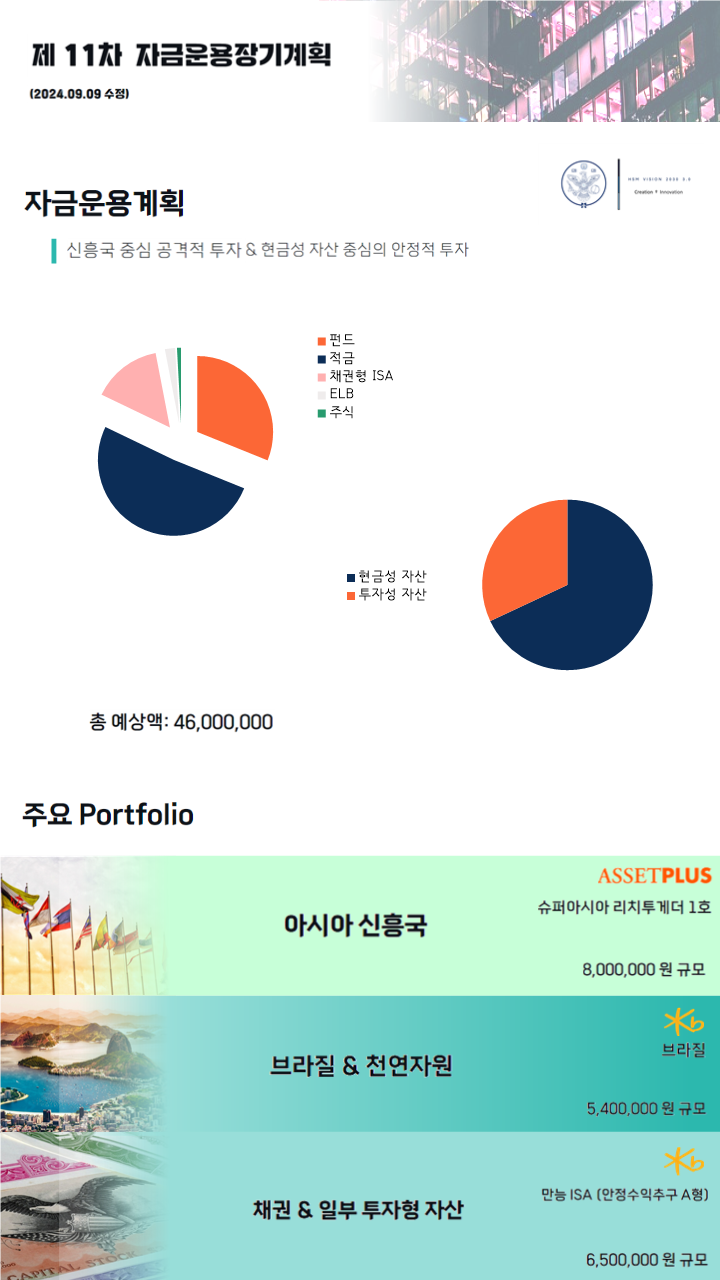 제 11차 자금운용장기계획
(2024.09.09 수정)
HSM VISION 2030 2.0
Creation + Innovation
자금운용계획
신흥국 중심 공격적 투자 & 현금성 자산 중심의 안정적 투자
펀드
적금
채권형 ISA
ELB
주식
현금성 자산
투자성 자산
총 예상액: 46,000,000
주요 Portfolio
ASSETPLUS
슈퍼아시아 리치투게더 1호
아시아 신흥국
8,000,000 원 규모
Kb
브라질
브라질 & 천연자원
5,400,000 원 규모
Kb
만능 ISA (안정수익추구 A형)
채권 & 일부 투자형 자산
6,500,000 원 규모
CAPITAL STOCK